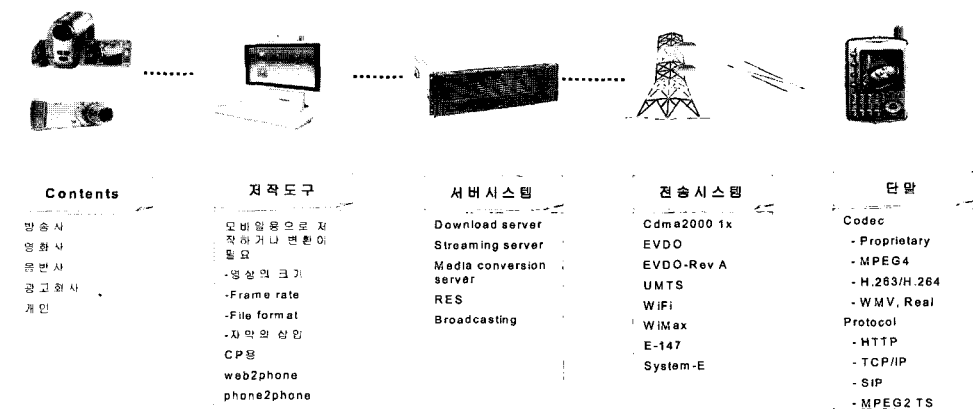 Contents
방송사
영화사
음반사
광고회사
개인
저작도구
모바일용으로 제
작하거나 변환이
필요
-영상의 크기
-Frame rate
-File format
-자막의 삽입
CP용
web2phone
phone2phone
서버시스템
Download server
Streaming server
Media conversion
server
RES
Broadcasting
전송시스템
Cdma2000 1x
EVDO
EVDO-Rev A
UMTS
WiFi
WiMax
E-147
System-E
단말
Codec
- Proprietary
- MPEG4
- H.263/H.264
- WMV, Real
Protocol
- HTTP
- TCP/IP
- SIP
- MPEG2 TS